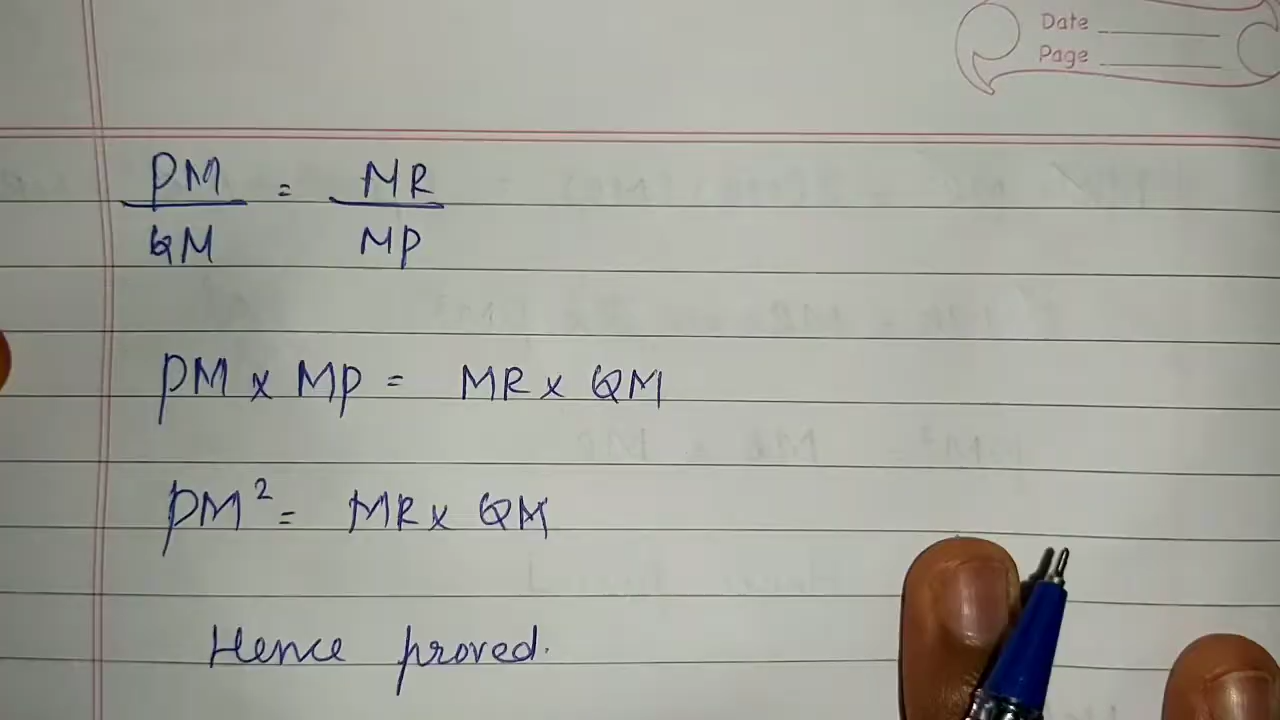 Date
Page
PM/QM = MR/MP
PM x MP = MR x QM
PM² = MR x QM
Hence proved.